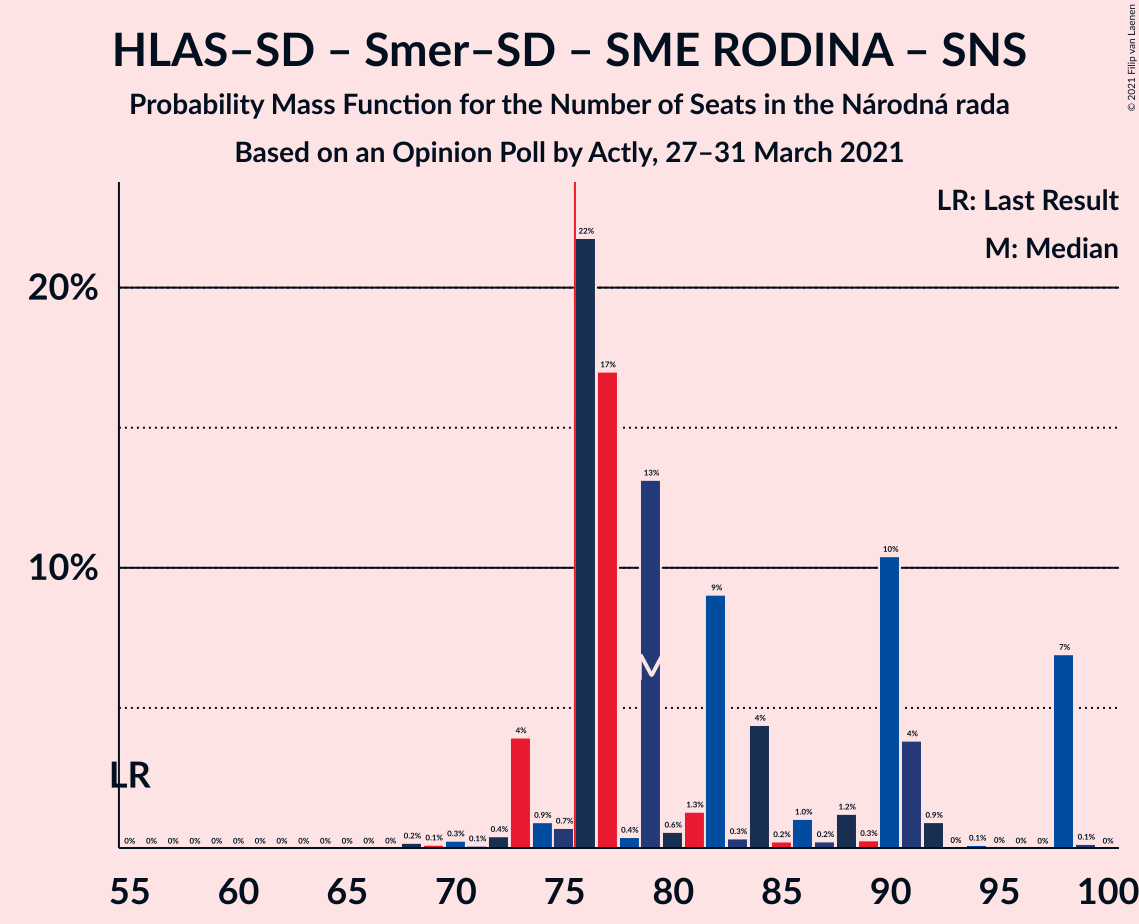 HLAS–SD – Smer–SD – SME RODINA – SNS
Probability Mass Function for the Number of Seats in the Národná rada
Based on an Opinion Poll by Actly, 27–31 March 2021
© 2021 Filip van Laenen
LR: Last Result
M: Median
20%
10%
LR
M
0% 0% 0% 0% 0% 0% 0% 0% 0% 0% 0% 0% 0% 0.2% 0.1% 0.3% 0.1% 0.4% 4% 0.9% 0.7% 22% 17% 0.4% 13% 0.6% 1.3% 9% 0.3% 4% 0.2% 1.0% 0.2% 1.2% 0.3% 10% 4% 0.9% 0% 0.1% 0% 0% 0% 7% 0.1% 0%
55 60 65 70 75 80 85 90 95 100